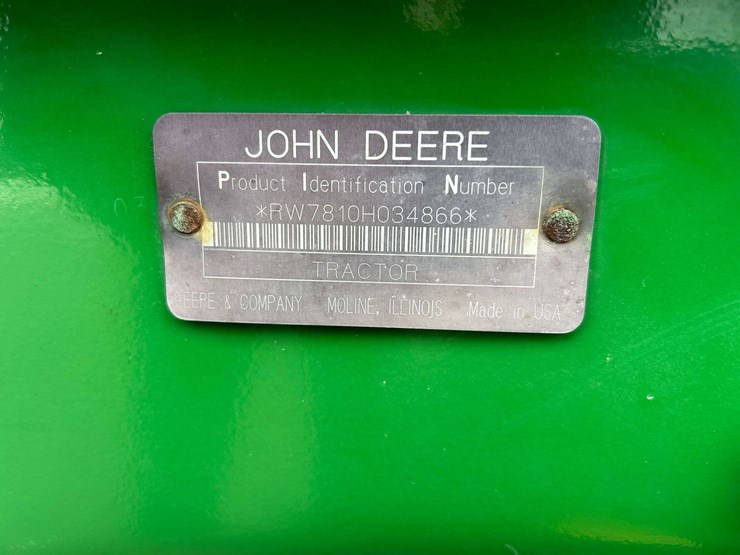 JOHN DEERE
Product Identification Number
*RW7810H034866*
TRACTOR
DEERE & COMPANY MOLINE, ILLINOIS Made in USA